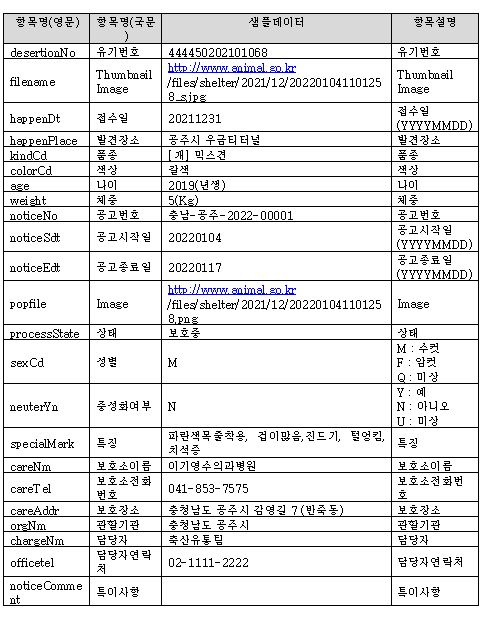 항목명(영문) 항목명(국문) 샘플데이터 항목설명
desertionNo 유기번호 444450202101068 유기번호
filename Thumbnail Image http://www.animal.go.kr/files/shelter/2021/12/202201041101258_s.jpg Thumbnail Image
happenDt 접수일 20211231 접수일 (YYYYMMDD)
happenPlace 발견장소 공주시 우금티터널 발견장소
kindCd 품종 [개] 믹스견 품종
colorCd 색상 갈색 색상
age 나이 2019(년생) 나이
weight 체중 5(Kg) 체중
noticeNo 공고번호 충남-공주-2022-00001 공고번호
noticeSdt 공고시작일 20220104 공고시작일 (YYYYMMDD)
noticeEdt 공고종료일 20220117 공고종료일 (YYYYMMDD)
popfile Image http://www.animal.go.kr/files/shelter/2021/12/202201041101258.png Image
processState 상태 보호중 상태
sexCd 성별 M M : 수컷
F : 암컷
Q : 미상
neuterYn 중성화여부 N Y : 예
N : 아니오
U : 미상
specialMark 특징 파란색목줄착용, 겁이많음,진드기, 털엉킴, 치석증 특징
careNm 보호소이름 이기영수의과병원 보호소이름
careTel 보호소전화번호 041-853-7575 보호소전화번호
careAddr 보호장소 충청남도 공주시 감영길 7 (반죽동) 보호장소
orgNm 관할기관 충청남도 공주시 관할기관
chargeNm 담당자 축산유통팀 담당자
officetel 담당자연락처 02-1111-2222 담당자연락처
noticeComment 특이사항 특이사항